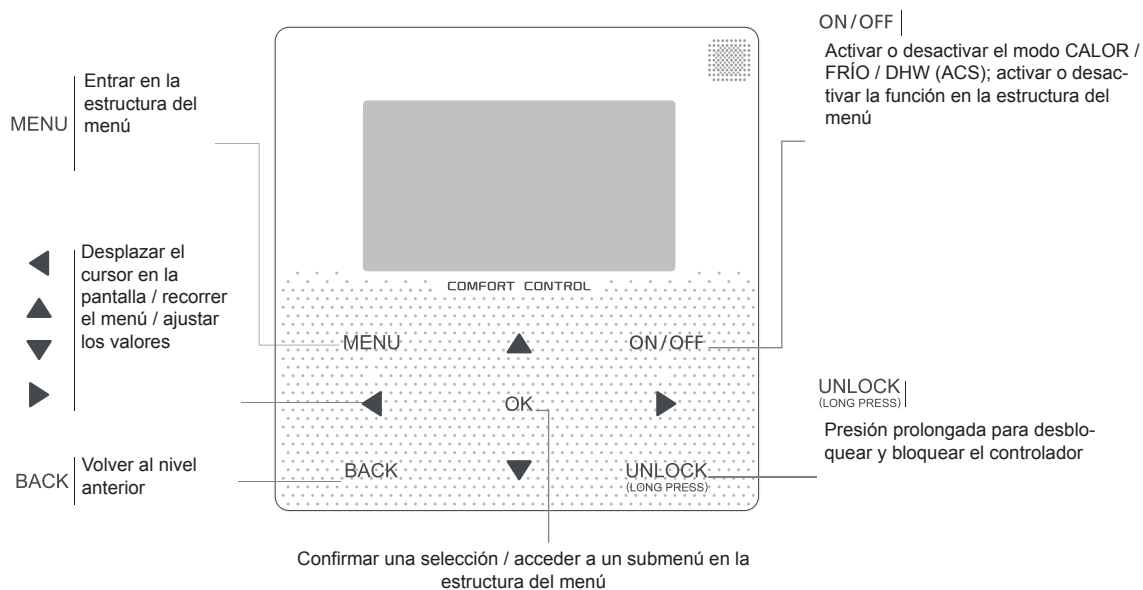 MENU
Entrar en la
estructura del
menú
Desplazar el
cursor en la
pantalla / recorrer
el menú / ajustar
los valores
BACK
Volver al nivel
anterior
COMFORT CONTROL
MENU
ON/OFF
OK
BACK
UNLOCK
(LONG PRESS)
ON/OFF
Activar o desactivar el modo CALOR /
FRÍO / DHW (ACS); activar o desac-
tivar la función en la estructura del
menú
UNLOCK
(LONG PRESS)
Presión prolongada para desblo-
quear y bloquear el controlador
Confirmar una selección / acceder a un submenú en la
estructura del menú